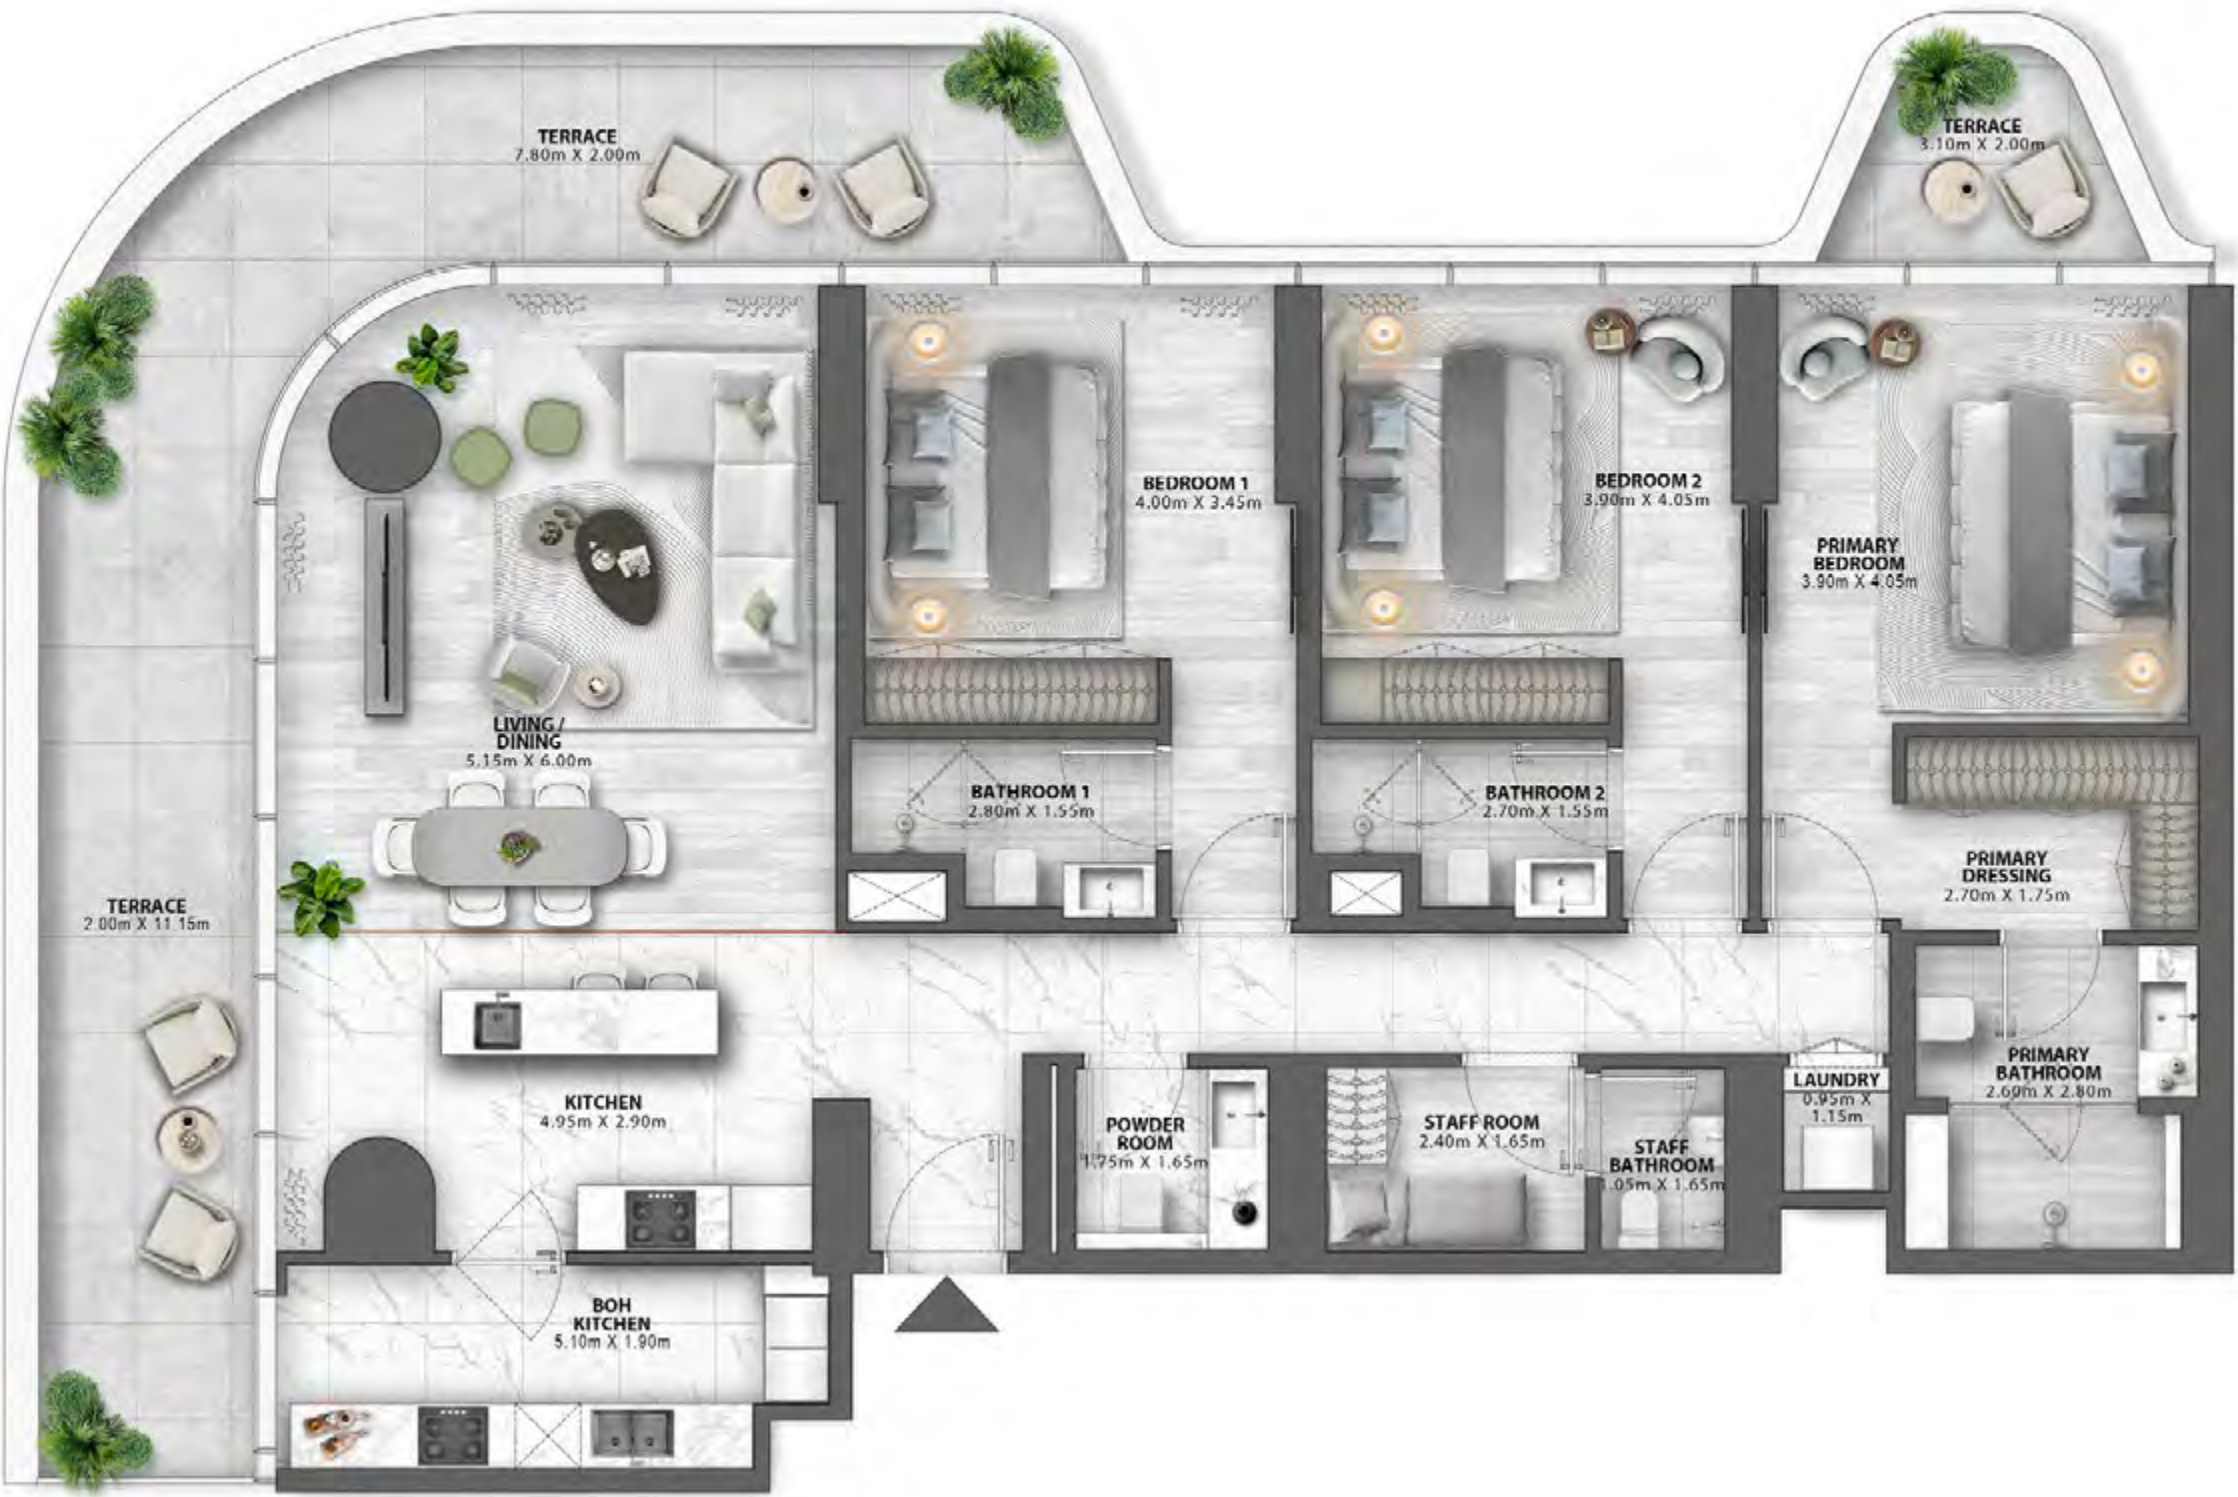 TERRACE
7.80m X 2.00m
TERRACE
3.10m X 2.00m
BEDROOM 1
4.00m X 3.45m
BEDROOM 2
3.90m X 4.05m
PRIMARY
BEDROOM
3.90m X 4.05m
LIVING/
DINING
5.15m X 6.00m
BATHROOM 1
2.80m X 1.55m
BATHROOM 2
2.70m X 1.55m
PRIMARY
DRESSING
2.70m X 1.75m
TERRACE
2.00m X 11.15m
KITCHEN
4.95m X 2.90m
POWDER
ROOM
1.75m X 1.65m
STAFF ROOM
2.40m X 1.65m
STAFF
BATHROOM
1.05m X 1.65m
LAUNDRY
0.95m X
1.15m
PRIMARY
BATHROOM
2.60m X 2.80m
BOH
KITCHEN
5.10m X 1.90m